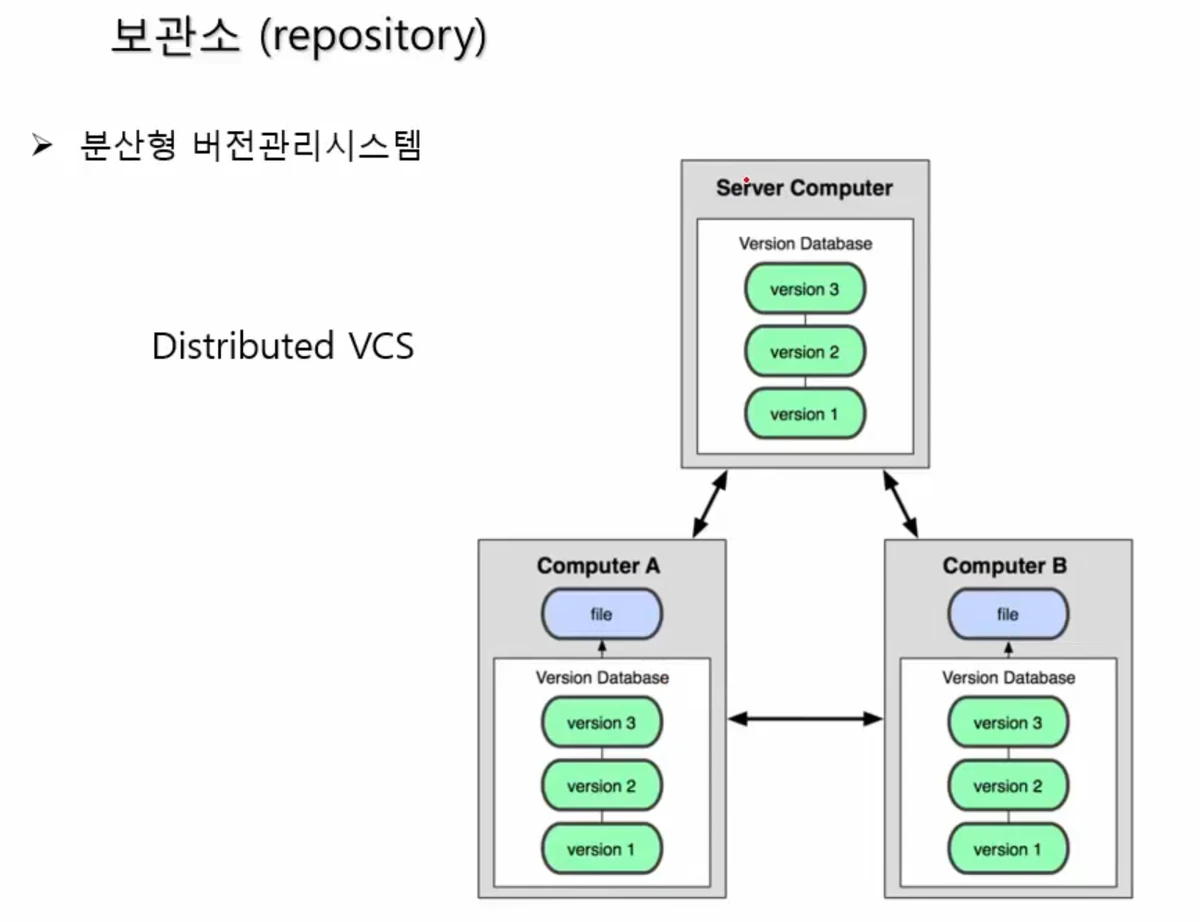 보관소 (repository)
➢ 분산형 버전관리시스템
Distributed VCS
Server Computer
Version Database
version 3
version 2
version 1
Computer A
file
Version Database
version 3
version 2
version 1
Computer B
file
Version Database
version 3
version 2
version 1